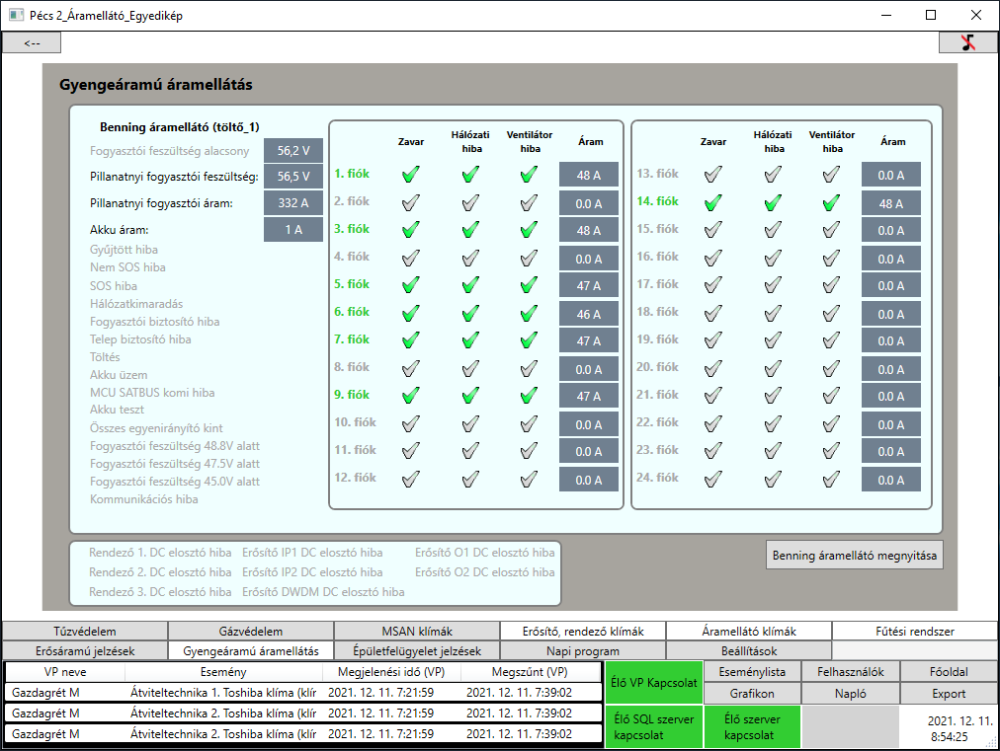 Pécs 2_Áramellátó_Egyedikép
<--
Gyengeáramú áramellátás
Benning áramellátó (töltő_1)
Fogyasztói feszültség alacsony 56,2 V
Pillanatnyi fogyasztói feszültség: 56,5 V
Pillanatnyi fogyasztói áram: 332 A
Akku áram: 1 A
Gyűjtött hiba
Nem SOS hiba
SOS hiba
Hálózatkimaradás
Fogyasztói biztosító hiba
Telep biztosító hiba
Töltés
Akku üzem
MCU SATBUS komi hiba
Akku teszt
Összes egyenirányító kint
Fogyasztói feszültség 48.8V alatt
Fogyasztói feszültség 47.5V alatt
Fogyasztói feszültség 45.0V alatt
Kommunikációs hiba
Zavar Hálózati hiba Ventilátor hiba Áram
1. fiók 48 A
2. fiók 0.0 A
3. fiók 48 A
4. fiók 0.0 A
5. fiók 47 A
6. fiók 46 A
7. fiók 47 A
8. fiók 0.0 A
9. fiók 47 A
10. fiók 0.0 A
11. fiók 0.0 A
12. fiók 0.0 A
Zavar Hálózati hiba Ventilátor hiba Áram
13. fiók 0.0 A
14. fiók 48 A
15. fiók 0.0 A
16. fiók 0.0 A
17. fiók 0.0 A
18. fiók 0.0 A
19. fiók 0.0 A
20. fiók 0.0 A
21. fiók 0.0 A
22. fiók 0.0 A
23. fiók 0.0 A
24. fiók 0.0 A
Rendező 1. DC elosztó hiba Erősítő IP1 DC elosztó hiba Erősítő O1 DC elosztó hiba
Rendező 2. DC elosztó hiba Erősítő IP2 DC elosztó hiba Erősítő O2 DC elosztó hiba
Rendező 3. DC elosztó hiba Erősítő DWDM DC elosztó hiba
Benning áramellátó megnyitása
Tűzvédelem Gázvédelem MSAN klímák Erősítő, rendező klímák Áramellátó klímák Fűtési rendszer
Erősáramú jelzések Gyengeáramú áramellátás Épületfelügyelet jelzések Napi program Beállítások
VP neve Esemény Megjelenési idő (VP) Megszűnt (VP)
Gazdagrét M Átviteltechnika 1. Toshiba klíma (klír 2021. 12. 11. 7:21:59 2021. 12. 11. 7:39:02
Gazdagrét M Átviteltechnika 2. Toshiba klíma (klír 2021. 12. 11. 7:21:59 2021. 12. 11. 7:39:02
Gazdagrét M Átviteltechnika 2. Toshiba klíma (klír 2021. 12. 11. 7:21:59 2021. 12. 11. 7:39:02
Élő VP Kapcsolat
Eseménylista Felhasználók Főoldal
Grafikon Napló Export
Élő SQL szerver kapcsolat
Élő szerver kapcsolat
2021. 12. 11.
8:54:25